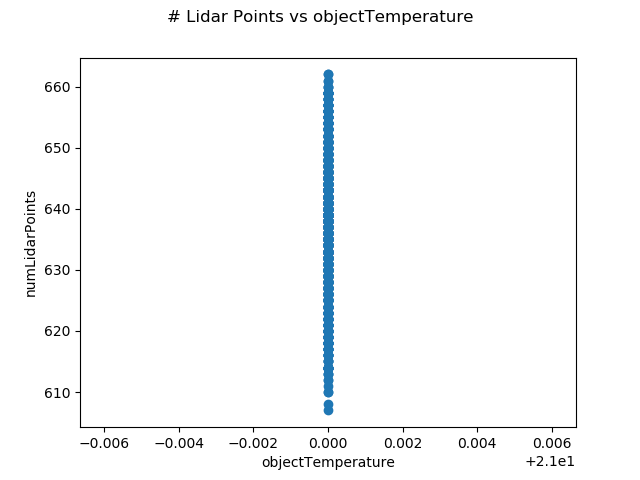 # Lidar Points vs objectTemperature
660
650
640
630
620
610
numLidarPoints
−0.006 −0.004 −0.002 0.000 0.002 0.004 0.006
objectTemperature
+2.1e1